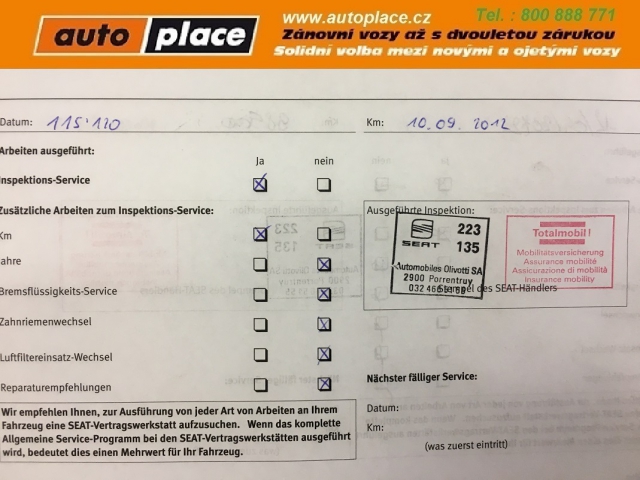 auto place
www.autoplace.cz
Tel. : 800 888 771
Zánovní vozy až s dvouletou zárukou
Solidní volba mezi novými a ojetými vozy
Datum: 115'120
Km: 10.09.2012
Arbeiten ausgeführt:
Ja nein
Inspektions-Service
Zusätzliche Arbeiten zum Inspektions-Service:
Km
Jahre
Bremsflüssigkeits-Service
Zahnriemenwechsel
Luftfiltereinsatz-Wechsel
Reparaturempfehlungen
Ausgeführte Inspektion:
SEAT
223
135
Automobiles Olivotti SA
2900 Porrentruy
032 466
Stempel des SEAT-Händlers
Totalmobil!
Mobilitätsversicherung
Assurance mobilité
Assicurazione di mobilità
Insurance mobility
Wir empfehlen Ihnen, zur Ausführung von jeder Art von Arbeiten an Ihrem
Fahrzeug eine SEAT-Vertragswerkstatt aufzusuchen. Wenn das komplette
Allgemeine Service-Programm bei den SEAT-Vertragswerkstätten ausgeführt
wird, bedeutet dies einen Mehrwert für Ihr Fahrzeug.
Nächster fälliger Service:
Datum:
Km:
(was zuerst eintritt)